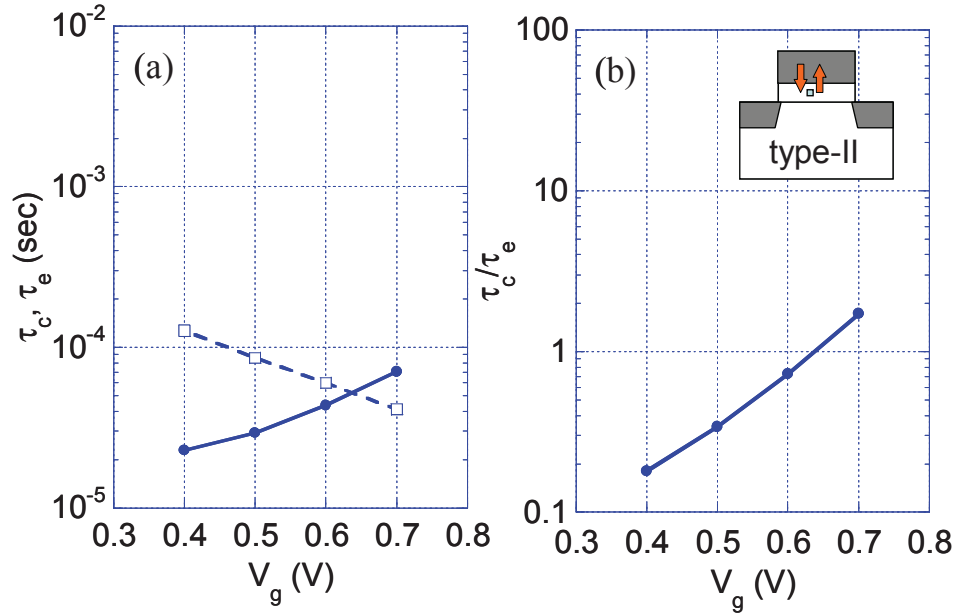 (a)
10⁻²
10⁻³
10⁻⁴
10⁻⁵
τc, τe (sec)
0.3 0.4 0.5 0.6 0.7 0.8
Vg (V)
(b)
type-II
100
10
1
0.1
τc/τe
0.3 0.4 0.5 0.6 0.7 0.8
Vg (V)